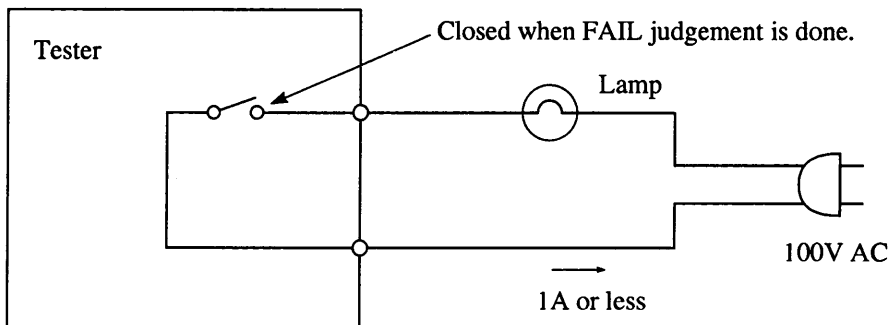 Closed when FAIL judgement is done.
Tester
Lamp
100V AC
1A or less